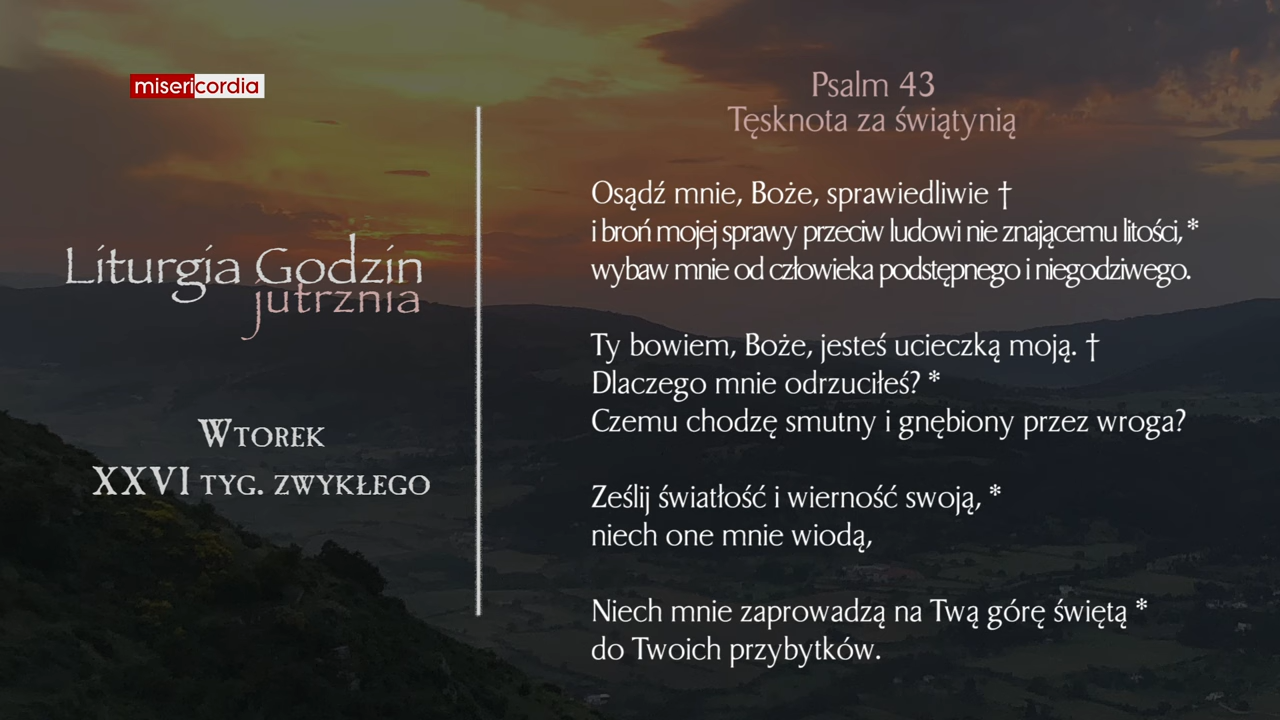 misericordia
Liturgia Godzin
jutrznia
Wtorek
XXVI tyg. zwykłego
Psalm 43
Tęsknota za świątynią
Osądź mnie, Boże, sprawiedliwie †
i broń mojej sprawy przeciw ludowi nie znającemu litości, *
wybaw mnie od człowieka podstępnego i niegodziwego.
Ty bowiem, Boże, jesteś ucieczką moją. †
Dlaczego mnie odrzuciłeś? *
Czemu chodzę smutny i gnębiony przez wroga?
Ześlij światłość i wierność swoją, *
niech one mnie wiodą,
Niech mnie zaprowadzą na Twą górę świętą *
do Twoich przybytków.